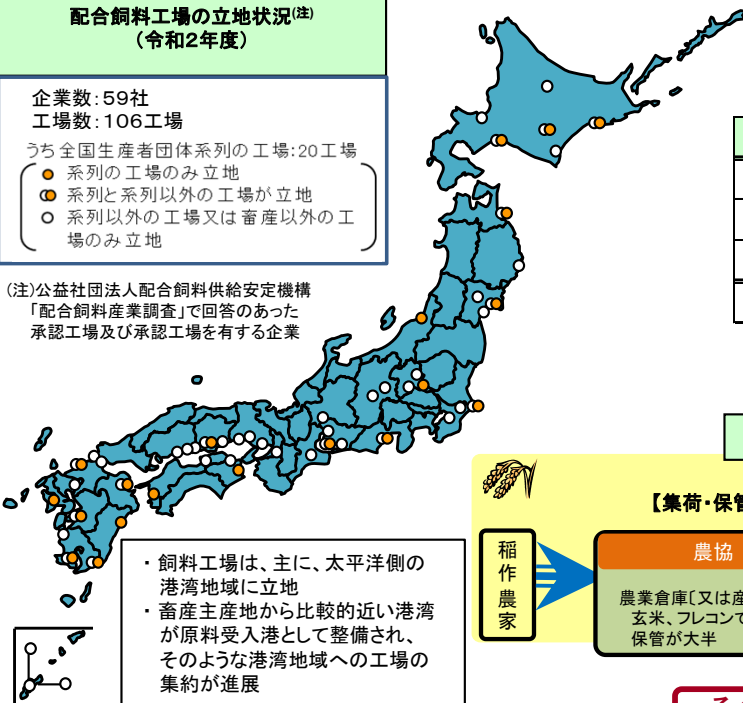 配合飼料工場の立地状況(注)
(令和2年度)
企業数:59社
工場数:106工場
うち全国生産者団体系列の工場:20工場
系列の工場のみ立地
系列と系列以外の工場が立地
系列以外の工場又は畜産以外の工
場のみ立地
(注)公益社団法人配合飼料供給安定機構
「配合飼料産業調査」で回答のあった
承認工場及び承認工場を有する企業
・飼料工場は、主に、太平洋側の
港湾地域に立地
・畜産主産地から比較的近い港湾
が原料受入港として整備され、
そのような港湾地域への工場の
集約が進展
【集荷・保管
稲作農家
農協
農業倉庫〔又は産
玄米、フレコンで
保管が大半